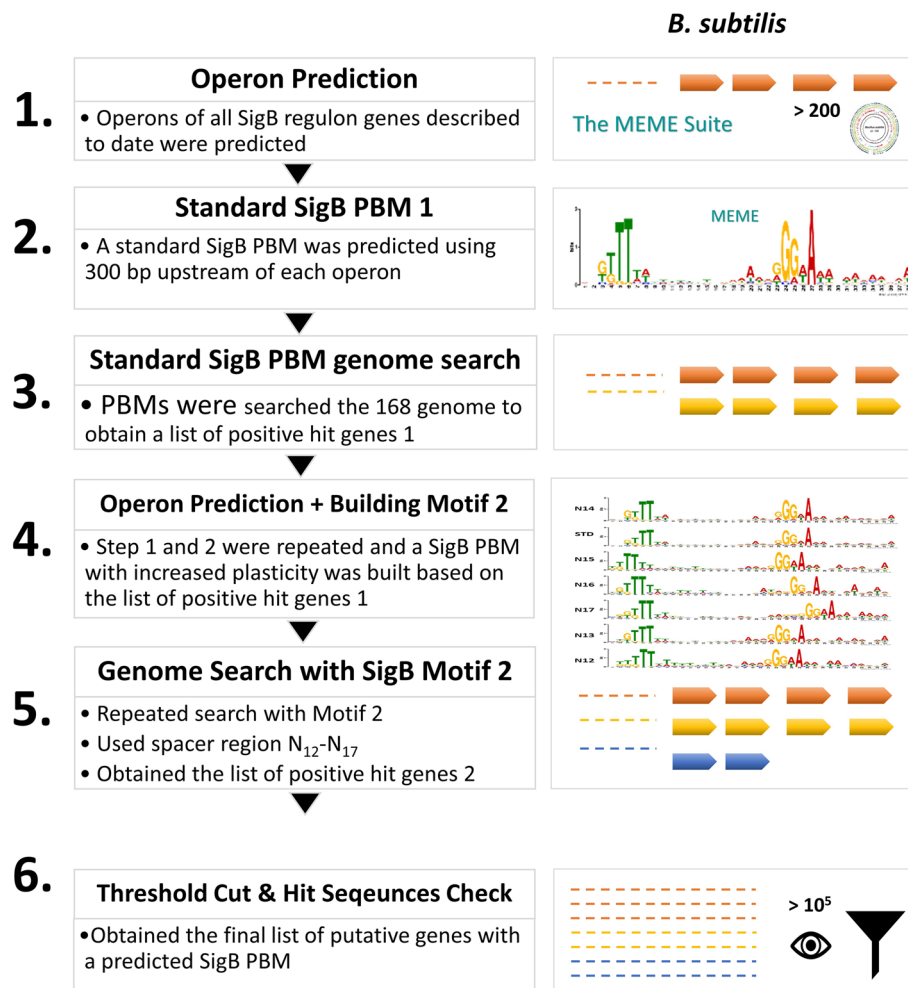 B. subtilis
1.
Operon Prediction
• Operons of all SigB regulon genes described
to date were predicted
> 200
The MEME Suite
2.
Standard SigB PBM 1
• A standard SigB PBM was predicted using
300 bp upstream of each operon
MEME
3.
Standard SigB PBM genome search
• PBMs were searched the 168 genome to
obtain a list of positive hit genes 1
4.
Operon Prediction + Building Motif 2
• Step 1 and 2 were repeated and a SigB PBM
with increased plasticity was built based on
the list of positive hit genes 1
N14
STD
N15
N16
N17
N13
N12
5.
Genome Search with SigB Motif 2
• Repeated search with Motif 2
• Used spacer region N₁₂-N₁₇
• Obtained the list of positive hit genes 2
6.
Threshold Cut & Hit Seqeunces Check
•Obtained the final list of putative genes with
a predicted SigB PBM
> 10⁵